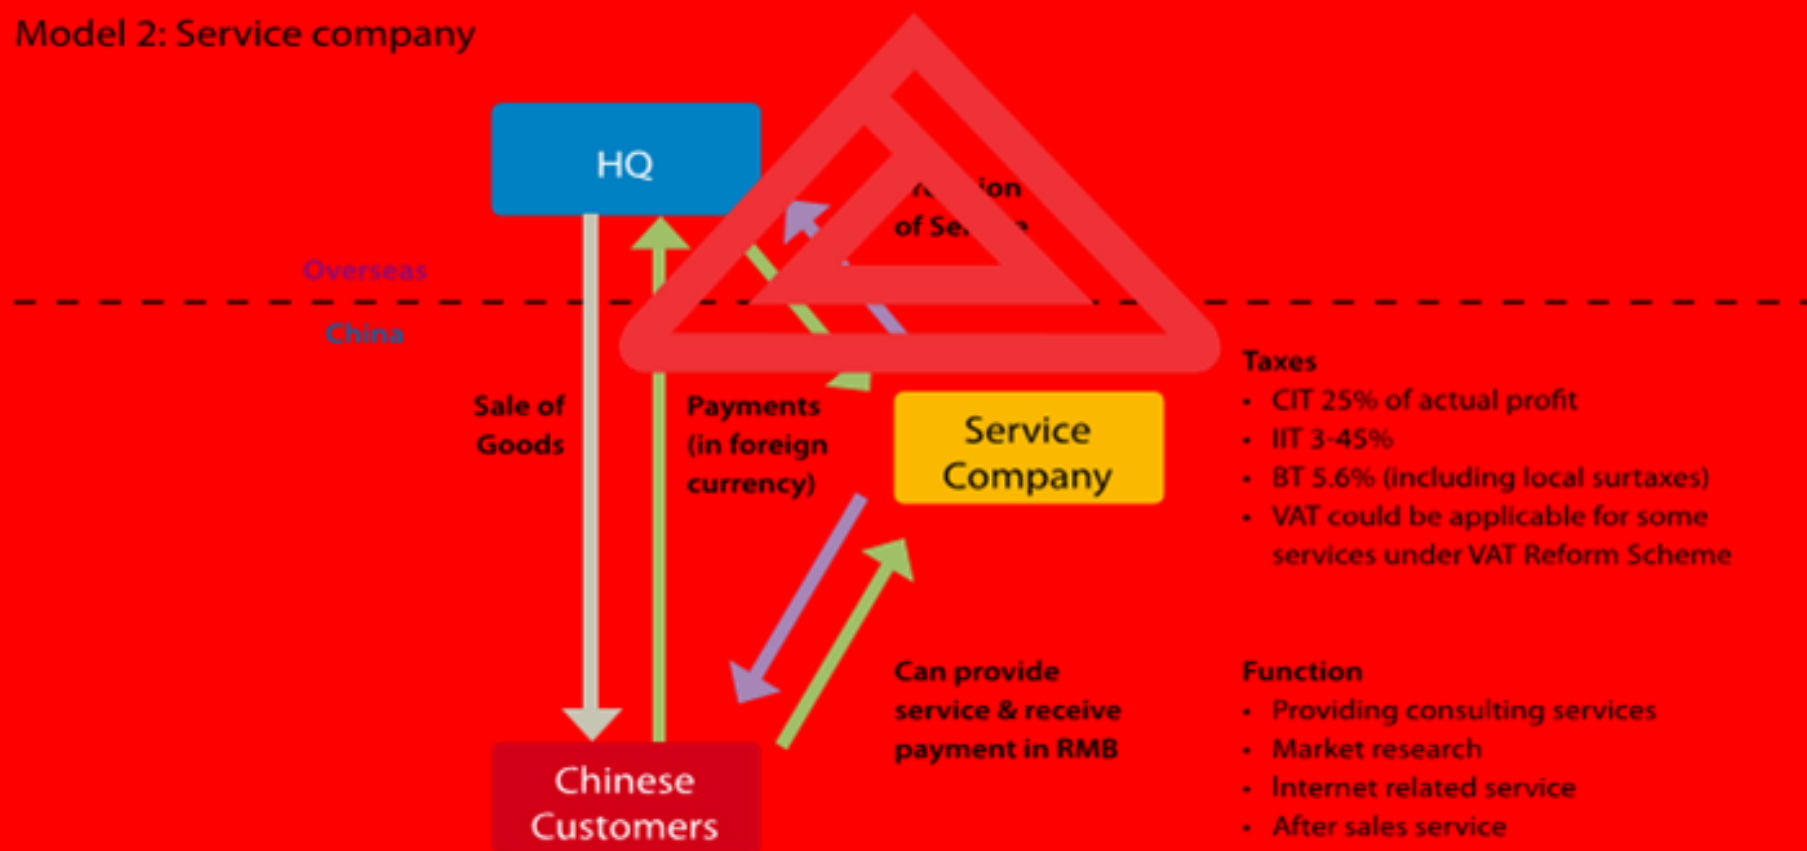 Model 2: Service company
HQ
of
Overseas
China
Sale of
Goods
Payments
(in foreign
currency)
Service
Company
Taxes
• CIT 25% of actual profit
• IIT 3-45%
• BT 5.6% (including local surtaxes)
• VAT could be applicable for some
services under VAT Reform Scheme
Can provide
service & receive
payment in RMB
Function
• Providing consulting services
• Market research
• Internet related service
• After sales service
Chinese
Customers